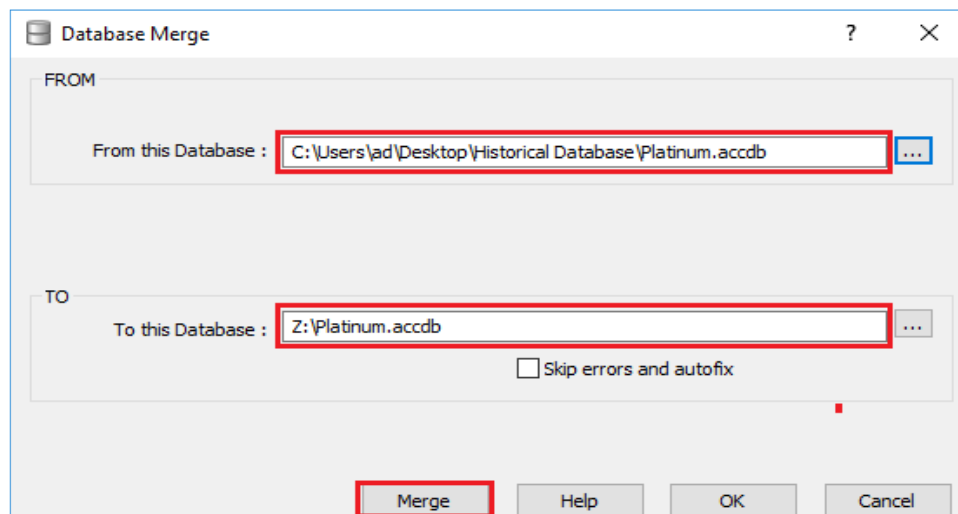 Database Merge ?
FROM
From this Database : C:\Users\ad\Desktop\Historical Database\Platinum.accdb ...
TO
To this Database : Z:\Platinum.accdb ...
Skip errors and autofix
Merge Help OK Cancel